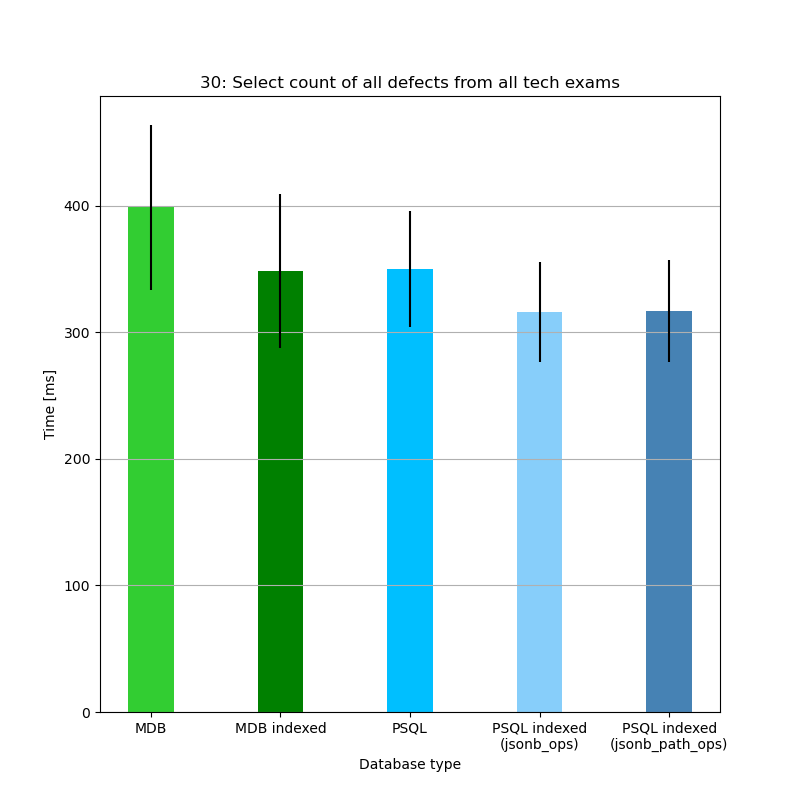 30: Select count of all defects from all tech exams
Time [ms]
400
300
200
100
0
MDB
MDB indexed
PSQL
PSQL indexed
(jsonb_ops)
PSQL indexed
(jsonb_path_ops)
Database type